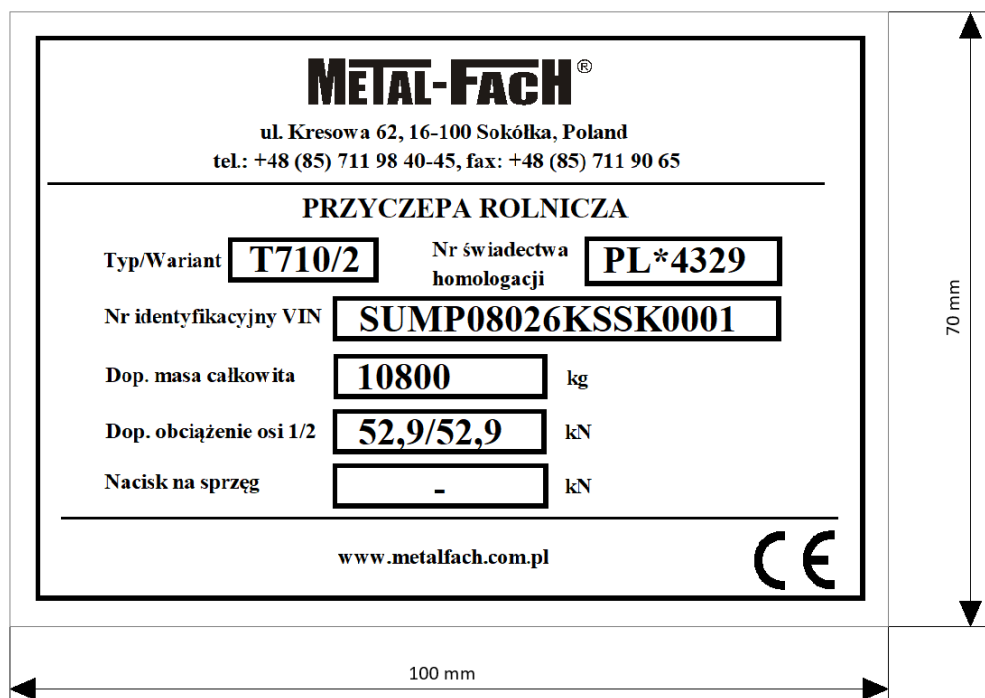 METAL-FACH®
ul. Kresowa 62, 16-100 Sokółka, Poland
tel.: +48 (85) 711 98 40-45, fax: +48 (85) 711 90 65
PRZYCZEPA ROLNICZA
Typ/Wariant T710/2 Nr świadectwa homologacji PL*4329
Nr identyfikacyjny VIN SUMP08026KSSK0001
Dop. masa całkowita 10800 kg
Dop. obciążenie osi 1/2 52,9/52,9 kN
Nacisk na sprzęg - kN
www.metalfach.com.pl CE
70 mm
100 mm